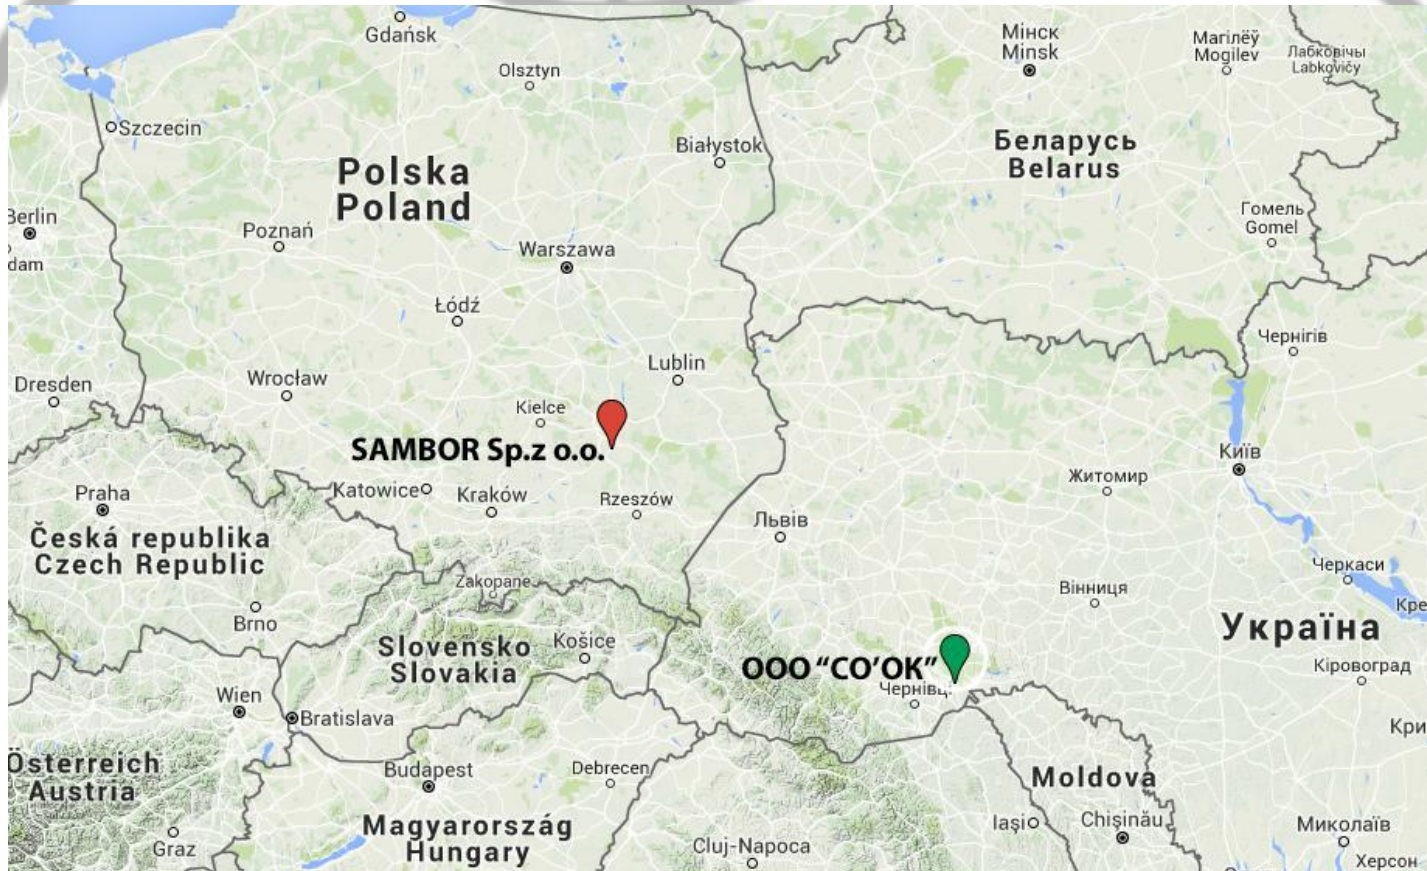 Gdańsk
Мінск
Minsk
Магілёў
Mogilev
Лабковічы
Labkovičy
Olsztyn
Szczecin
Białystok
Беларусь
Belarus
Polska
Poland
Berlin
dam
Poznań
Warszawa
Гомель
Gomel
Łódź
Чернігів
Lublin
Dresden
Wrocław
Kielce
SAMBOR Sp.z o.o.
Київ
Житомир
Katowice
Kraków
Rzeszów
Praha
Львів
Česká republika
Czech Republic
Черкаси
Zakopane
Вінниця
Кре
Brno
Україна
Slovensko
Slovakia
Košice
ООО “СО’ОК”
Кіровоград
Чернівц
Wien
Bratislava
Кри
Österreich
Austria
Budapest
Debrecen
Moldova
Magyarország
Hungary
Iași
Chișinău
Миколаїв
Graz
Cluj-Napoca
Херсон